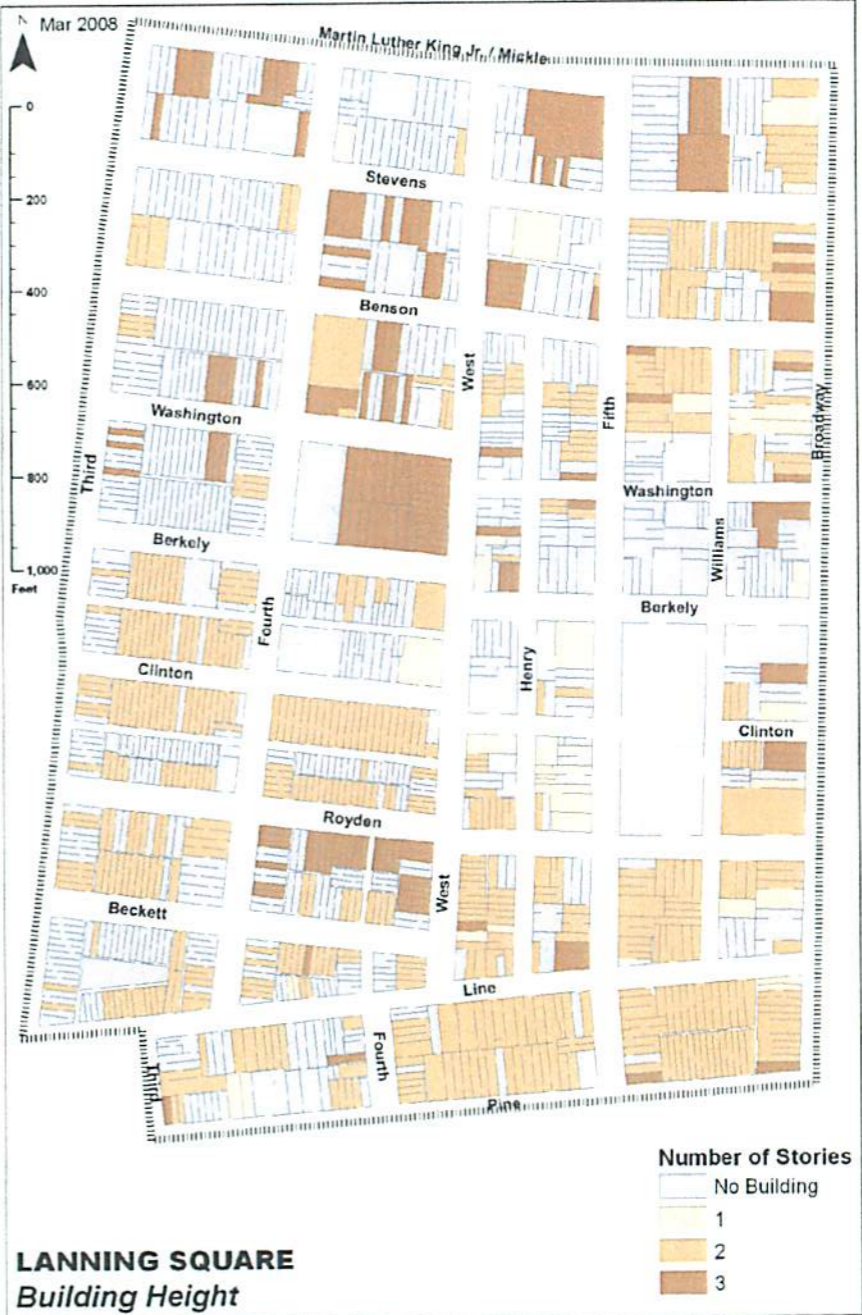 N
Mar 2008
Martin Luther King Jr. / Mickle
0
200
400
600
800
1,000
Feet
Stevens
Benson
West
Fifth
Broadway
Washington
Third
Washington
Williams
Berkely
Berkely
Fourth
Henry
Clinton
Clinton
Royden
West
Beckett
Line
Fourth
Third
Pine
Number of Stories
No Building
1
2
3
LANNING SQUARE
Building Height